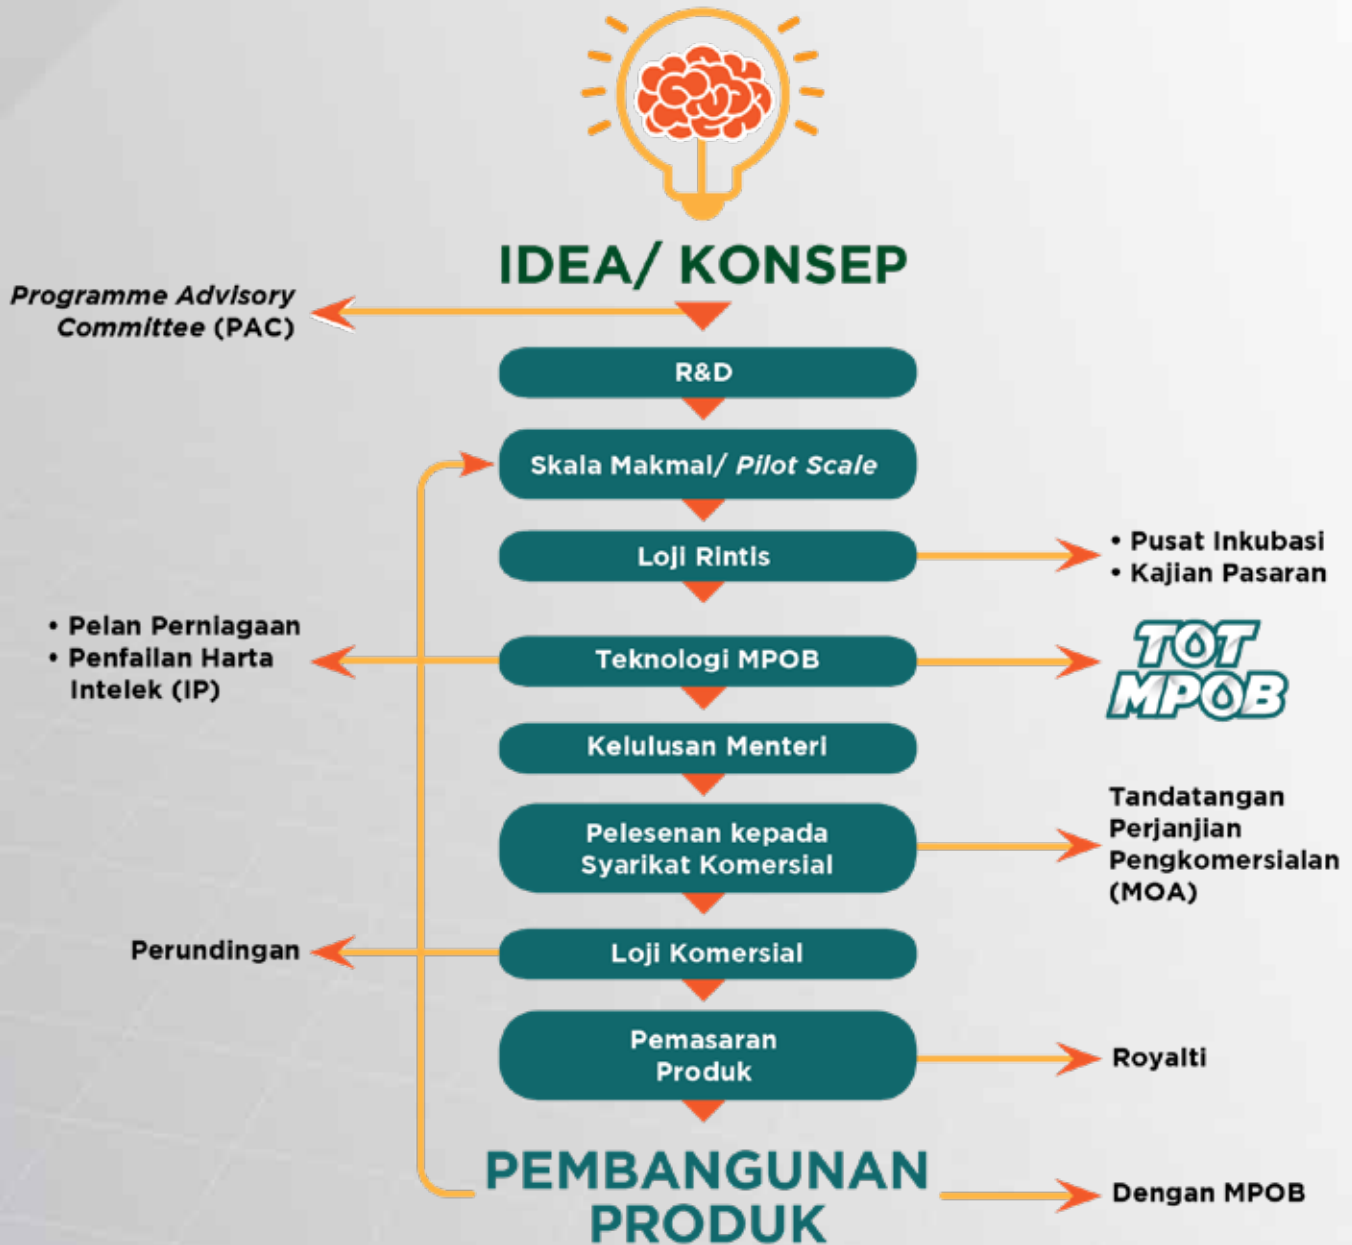 IDEA/ KONSEP
Programme Advisory
Committee (PAC)
R&D
Skala Makmal/ Pilot Scale
Loji Rintis
• Pusat Inkubasi
• Kajian Pasaran
• Pelan Perniagaan
• Penfailan Harta
Intelek (IP)
Teknologi MPOB
TOT
MPOB
Kelulusan Menteri
Pelesenan kepada
Syarikat Komersial
Tandatangan
Perjanjian
Pengkomersialan
(MOA)
Perundingan
Loji Komersial
Pemasaran
Produk
Royalti
PEMBANGUNAN
PRODUK
Dengan MPOB